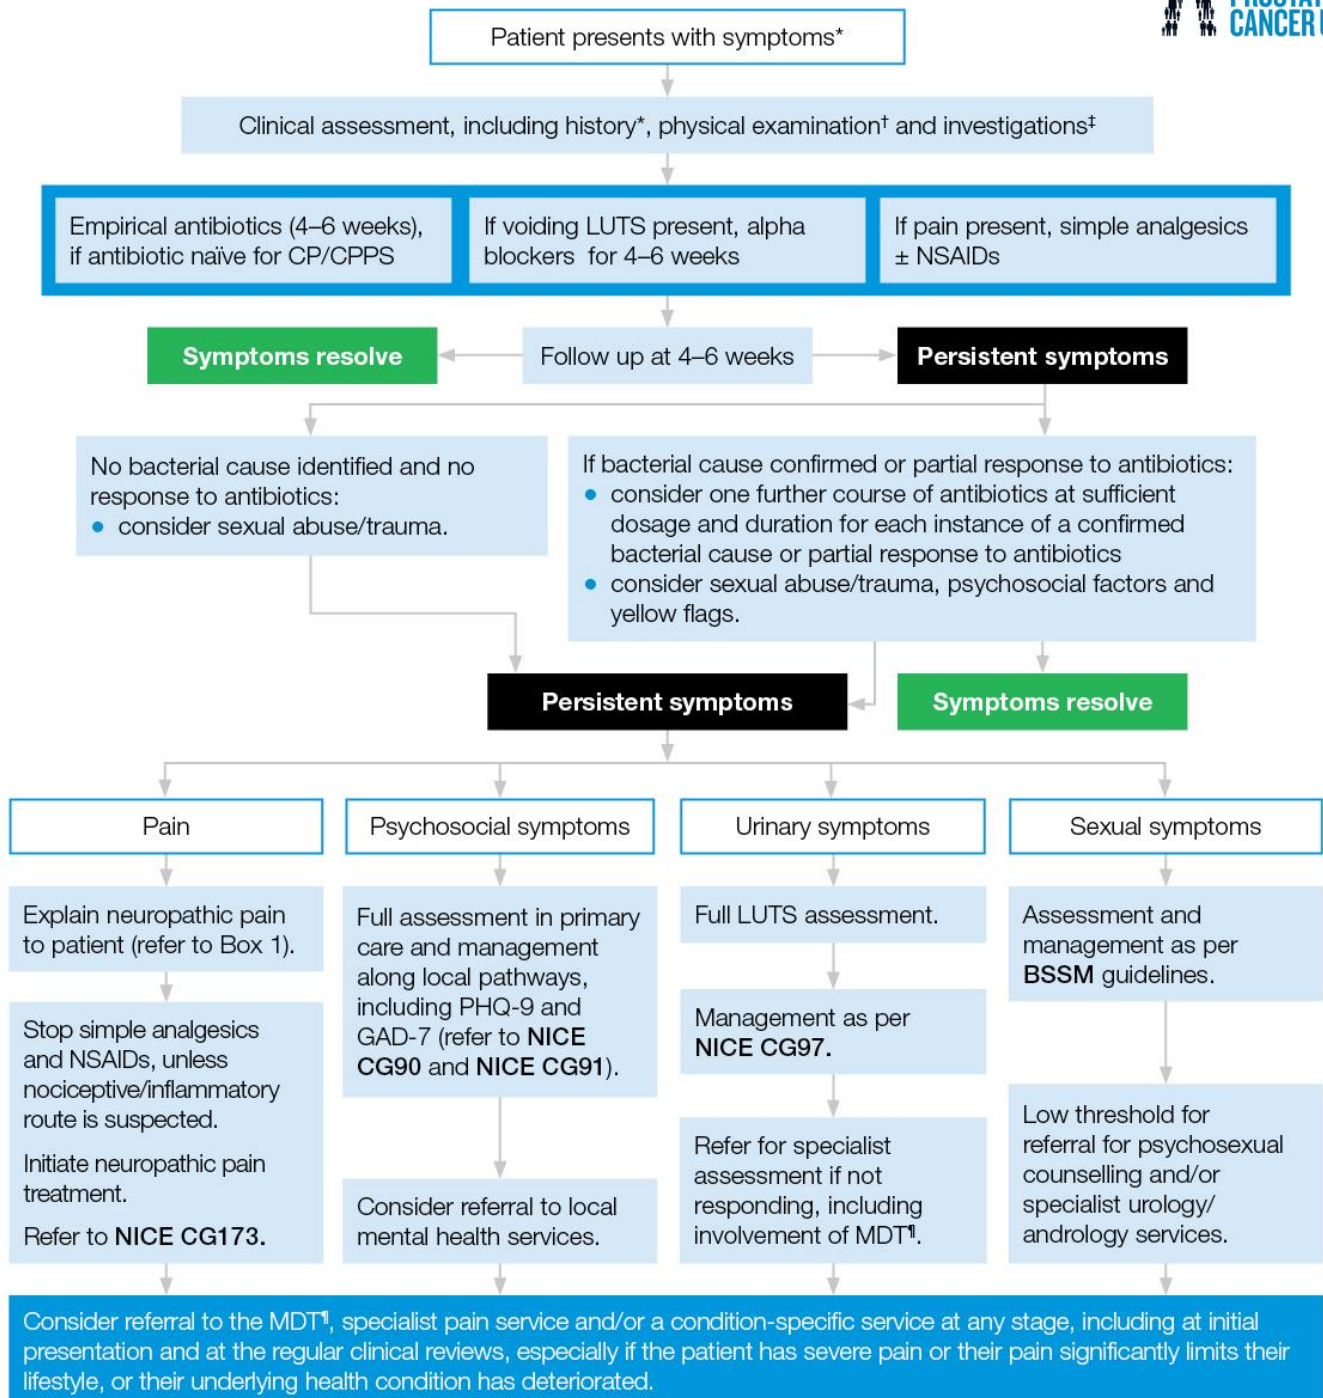 CANCER
Patient presents with symptoms*
Clinical assessment, including history*, physical examination† and investigations‡
Empirical antibiotics (4–6 weeks),
if antibiotic naïve for CP/CPPS
If voiding LUTS present, alpha
blockers for 4–6 weeks
If pain present, simple analgesics
± NSAIDs
Symptoms resolve
Follow up at 4–6 weeks
Persistent symptoms
No bacterial cause identified and no
response to antibiotics:
• consider sexual abuse/trauma.
If bacterial cause confirmed or partial response to antibiotics:
• consider one further course of antibiotics at sufficient
dosage and duration for each instance of a confirmed
bacterial cause or partial response to antibiotics
• consider sexual abuse/trauma, psychosocial factors and
yellow flags.
Persistent symptoms
Symptoms resolve
Pain
Explain neuropathic pain
to patient (refer to Box 1).
Stop simple analgesics
and NSAIDs, unless
nociceptive/inflammatory
route is suspected.
Initiate neuropathic pain
treatment.
Refer to NICE CG173.
Psychosocial symptoms
Full assessment in primary
care and management
along local pathways,
including PHQ-9 and
GAD-7 (refer to NICE
CG90 and NICE CG91).
Consider referral to local
mental health services.
Urinary symptoms
Full LUTS assessment.
Management as per
NICE CG97.
Refer for specialist
assessment if not
responding, including
involvement of MDT¶.
Sexual symptoms
Assessment and
management as per
BSSM guidelines.
Low threshold for
referral for psychosexual
counselling and/or
specialist urology/
andrology services.
Consider referral to the MDT¶, specialist pain service and/or a condition-specific service at any stage, including at initial
presentation and at the regular clinical reviews, especially if the patient has severe pain or their pain significantly limits their
lifestyle, or their underlying health condition has deteriorated.